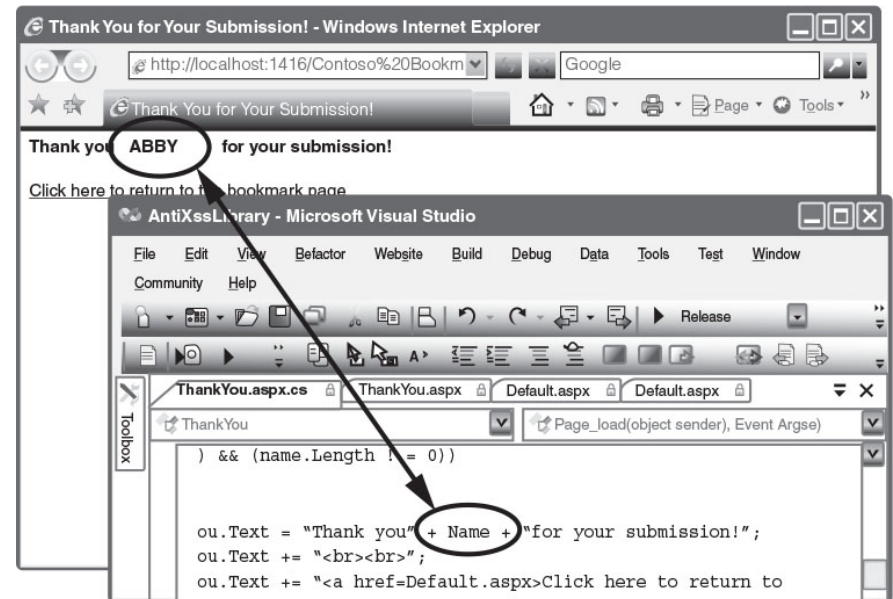 Thank You for Your Submission! - Windows Internet Explorer
http://localhost:1416/Contoso%20Bookm
Google
Thank You for Your Submission!
Page
Tools
Thank you ABBY for your submission!
Click here to return to the bookmark page
AntiXssLibrary - Microsoft Visual Studio
File Edit View Befactor Website Build Debug Data Tools Test Window
Community Help
Release
A
Toolbox
ThankYou.aspx.cs ThankYou.aspx Default.aspx Default.aspx
ThankYou Page_load(object sender), Event Argse)
) && (name.Length ! = 0))
ou.Text = "Thank you" + Name + "for your submission!";
ou.Text += "<br><br>";
ou.Text += "<a href=Default.aspx>Click here to return to